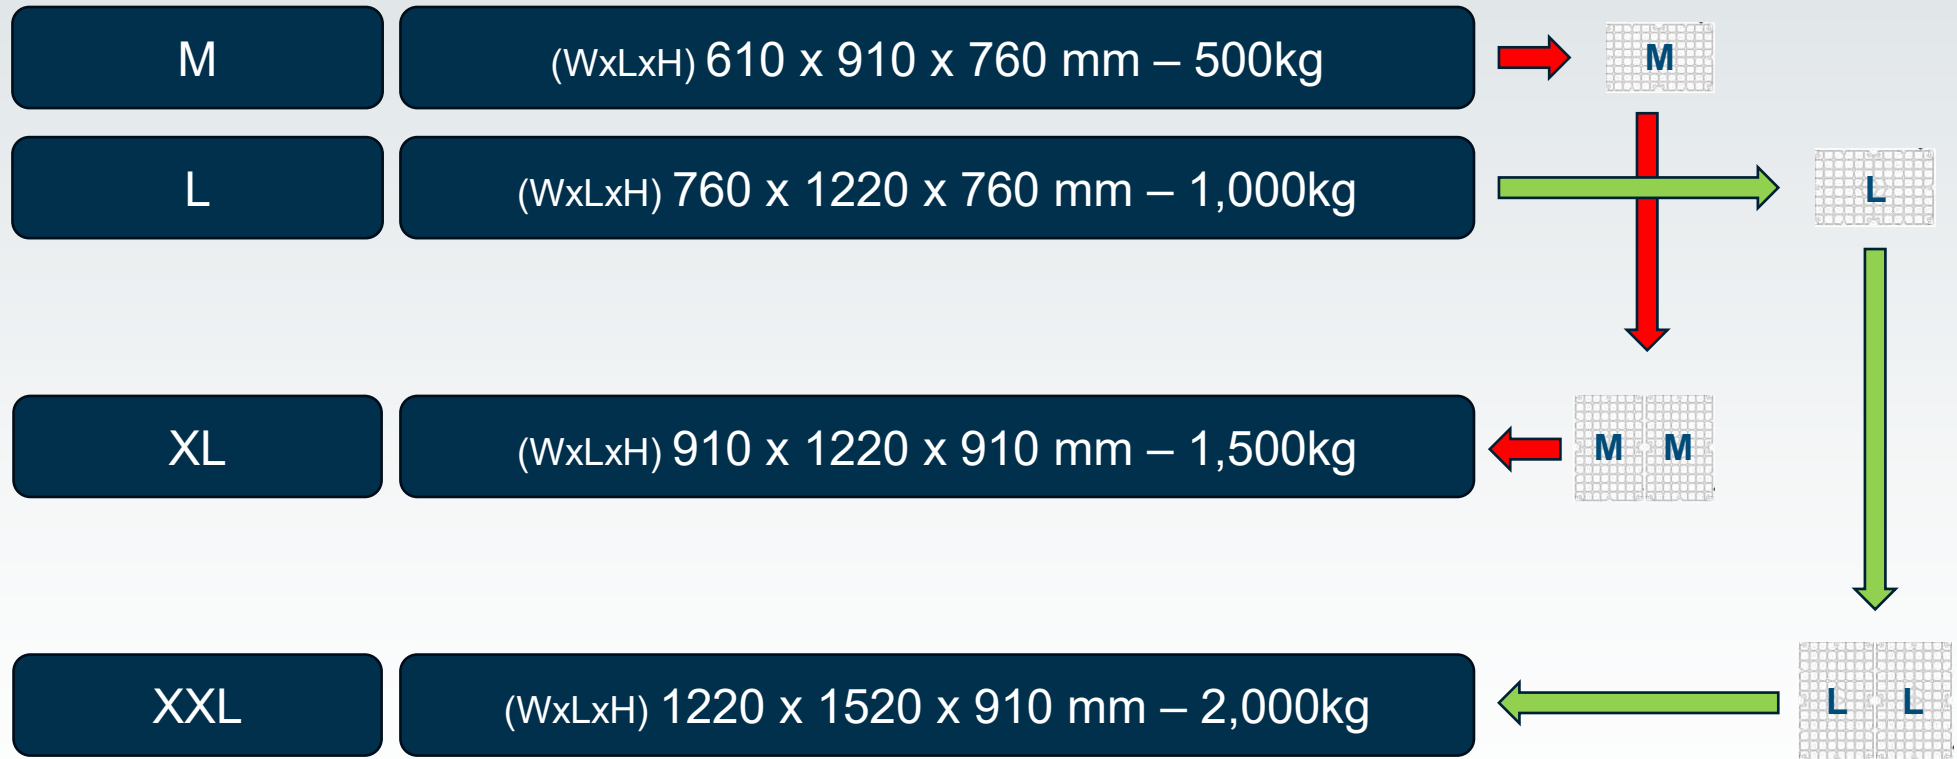 M
(WxLxH) 610 x 910 x 760 mm – 500kg
M
L
(WxLxH) 760 x 1220 x 760 mm – 1,000kg
L
XL
(WxLxH) 910 x 1220 x 910 mm – 1,500kg
M M
XXL
(WxLxH) 1220 x 1520 x 910 mm – 2,000kg
L L